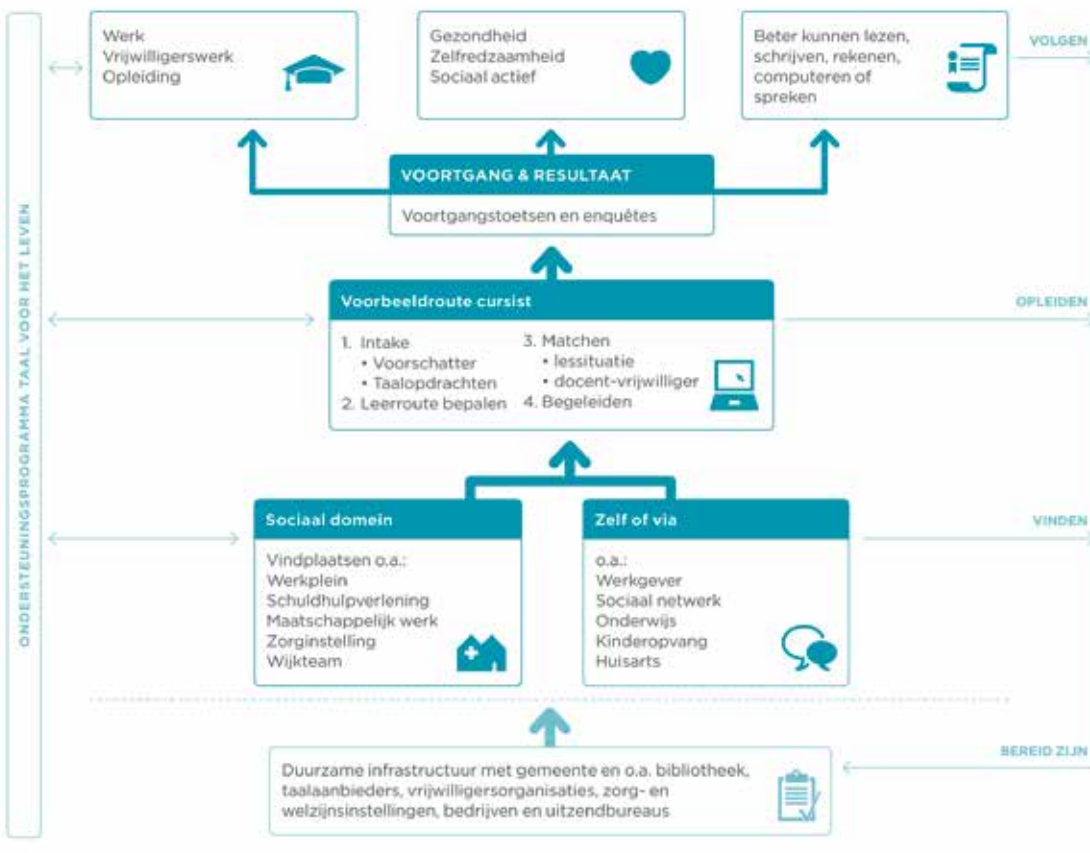 Werk
Vrijwilligerswerk
Opleiding
Gezondheid
Zelfredzaamheid
Sociaal actief
Beter kunnen lezen,
schrijven, rekenen,
computeren of
spreken
VOLGEN
VOORTGANG & RESULTAAT
Voortgangstoetsen en enquêtes
ONDERSTEUNINGSPROGRAMMA TAAL VOOR HET LEVEN
Voorbeeldroute cursist
1. Intake
• Voorschatter
• Taalopdrachten
2. Leerroute bepalen
3. Matchen
• lessituatie
• docent-vrijwilliger
4. Begeleiden
OPLEIDEN
Sociaal domein
Vindplaatsen o.a.:
Werkplein
Schuldhulpverlening
Maatschappelijk werk
Zorginstelling
Wijkteam
Zelf of via
o.a.:
Werkgever
Sociaal netwerk
Onderwijs
Kinderopvang
Huisarts
VINDEN
BEREID ZIJN
Duurzame infrastructuur met gemeente en o.a. bibliotheek,
taalaanbieders, vrijwilligersorganisaties, zorg- en
welzijnsinstellingen, bedrijven en uitzendbureaus